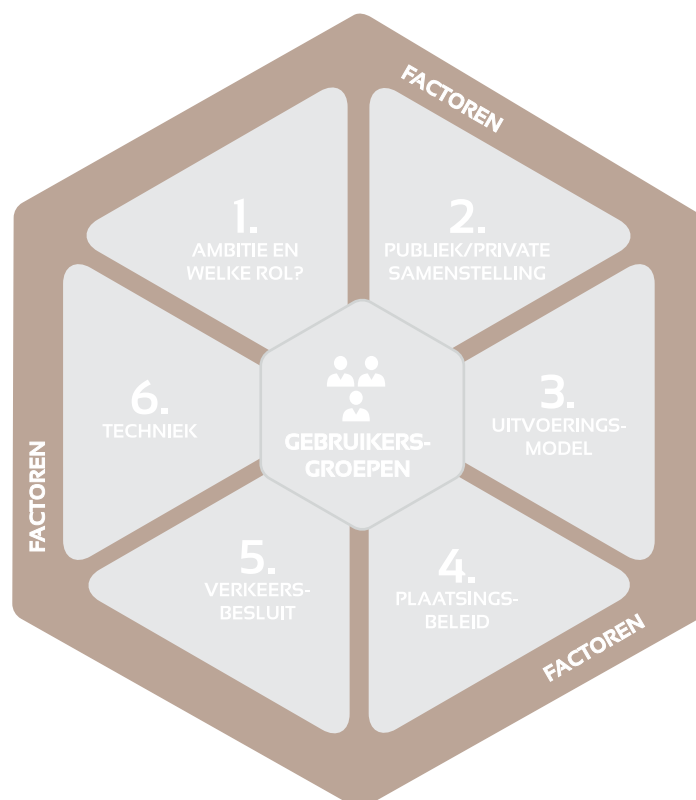 FACTOREN
1.
AMBITIE EN
WELKE ROL?
2.
PUBLIEK/PRIVATE
SAMENSTELLING
3.
UITVOERINGS-
MODEL
4.
PLAATSINGS-
BELEID
5.
VERKEERS-
BESLUIT
6.
TECHNIEK
GEBRUIKERS-
GROEPEN
FACTOREN
FACTOREN